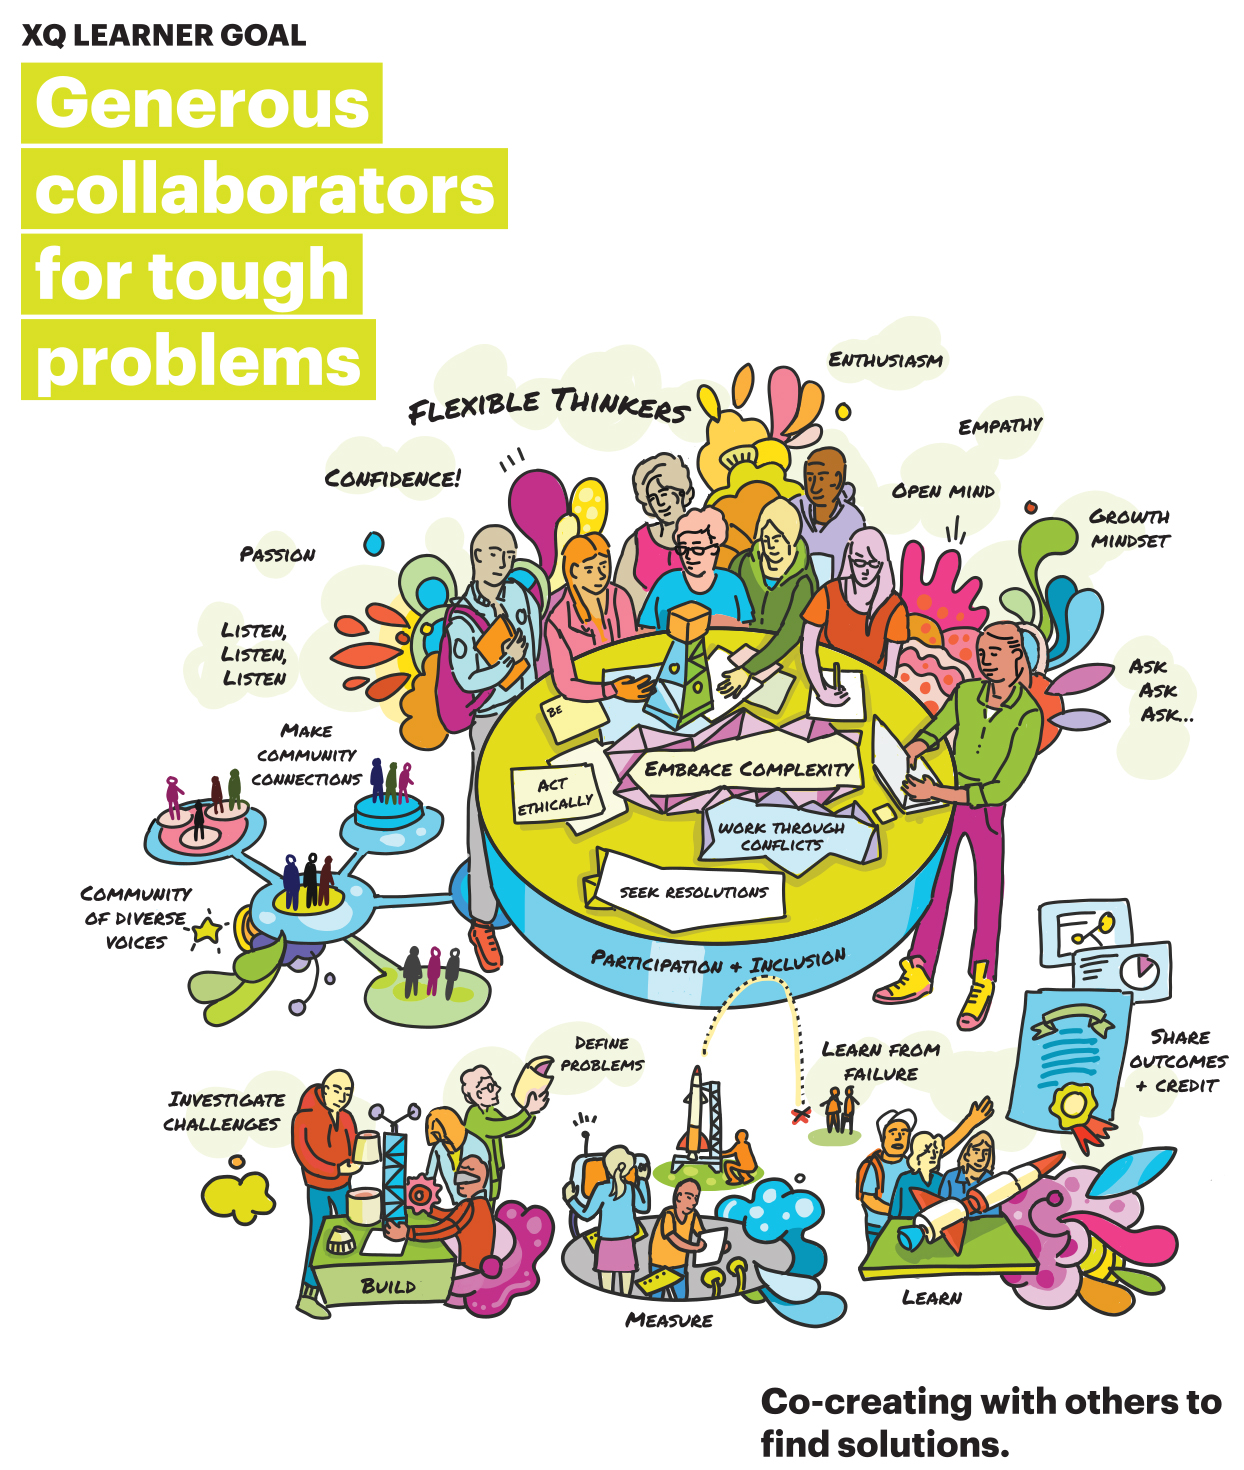 XQ LEARNER GOAL
Generous
collaborators
for tough
problems
ENTHUSIASM
FLEXIBLE THINKERS
EMPATHY
CONFIDENCE!
OPEN MIND
GROWTH
MINDSET
PASSION
LISTEN,
LISTEN,
LISTEN
ASK
ASK
ASK...
MAKE
COMMUNITY
CONNECTIONS
BE
ACT
ETHICALLY
EMBRACE COMPLEXITY
WORK THROUGH
CONFLICTS
SEEK RESOLUTIONS
COMMUNITY
OF DIVERSE
VOICES
PARTICIPATION + INCLUSION
DEFINE
PROBLEMS
LEARN FROM
FAILURE
SHARE
OUTCOMES
+ CREDIT
INVESTIGATE
CHALLENGES
BUILD
MEASURE
LEARN
Co-creating with others to
find solutions.